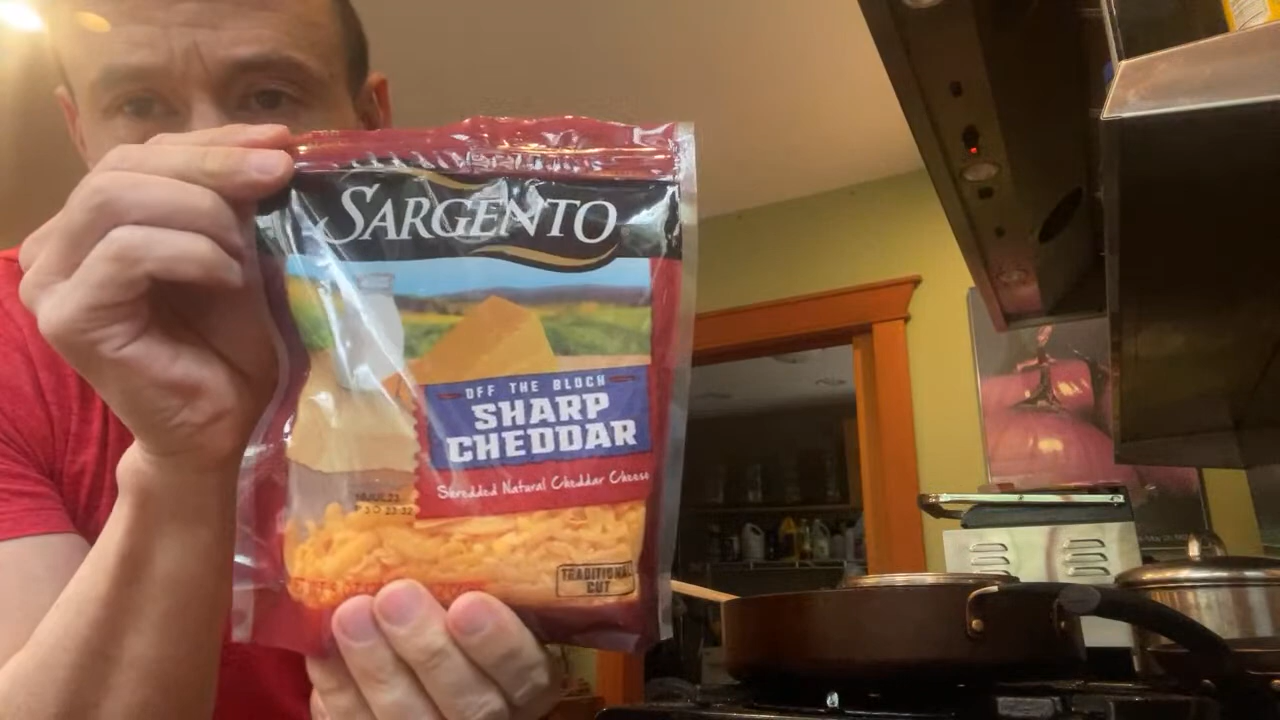 SARGENTO
OFF THE BLOCK
SHARP
CHEDDAR
Shredded Natural Cheddar Cheese
TRADITIONAL
CUT